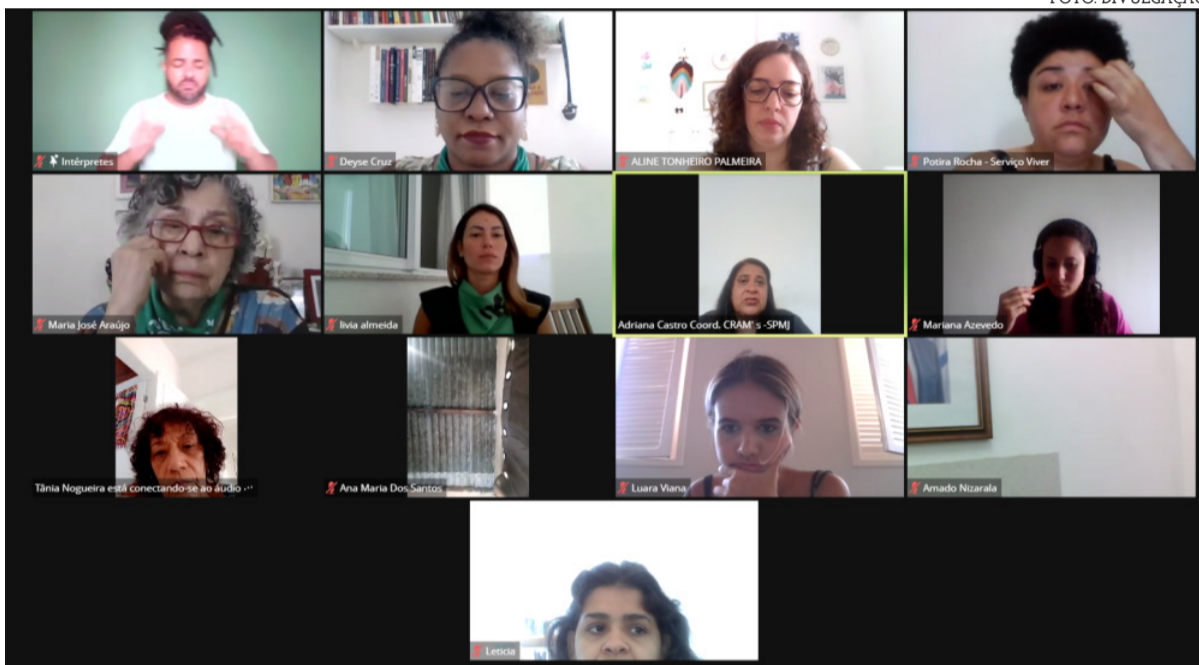 FOTO: DIVULGAÇÃO
Intérpretes
Deyse Cruz
ALINE TONHEIRO PALMEIRA
Potira Rocha - Serviço Viver
Maria José Araújo
livia almeida
Adriana Castro Coord. CRAM' s -SPMJ
Mariana Azevedo
Tânia Nogueira está conectando-se ao áudio ...
Ana Maria Dos Santos
Luara Viana
Amado Nizarala
Leticia